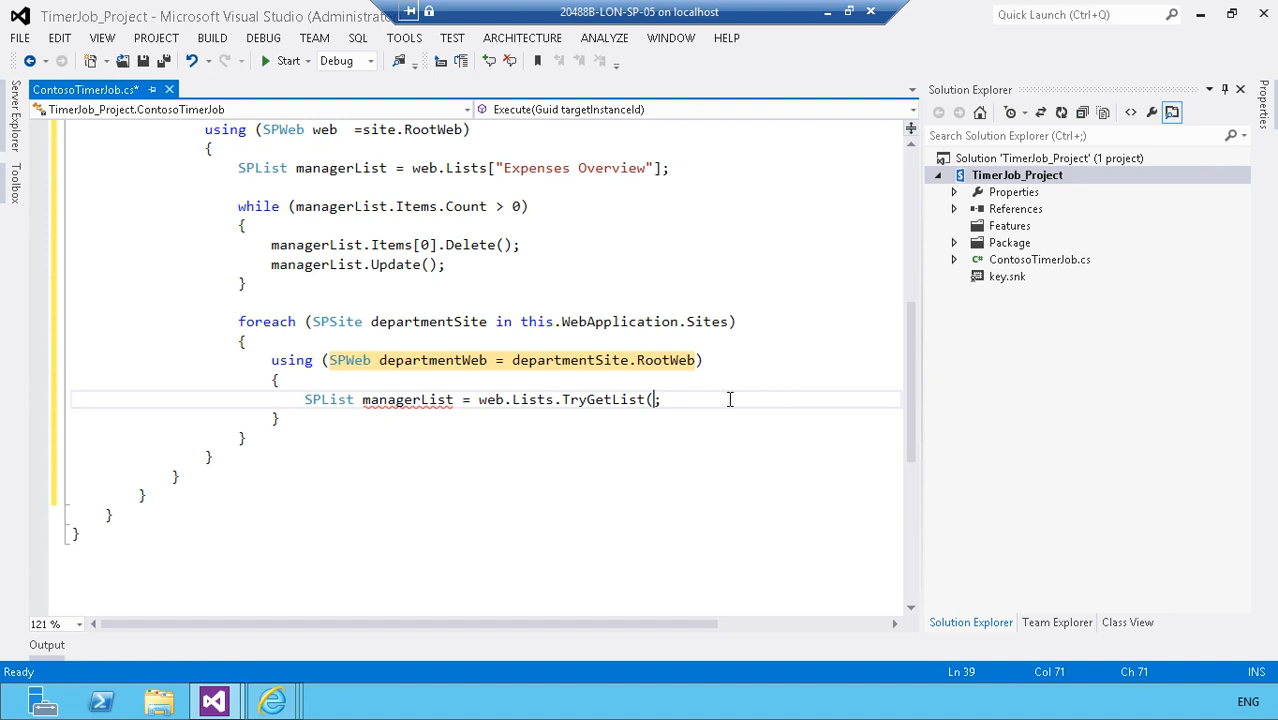 TimerJob_Project - Microsoft Visual Studio (Administrat
20488B-LON-SP-05 on localhost
Quick Launch (Ctrl+;)
FILE EDIT VIEW PROJECT BUILD DEBUG TEAM SQL TOOLS TEST ARCHITECTURE ANALYZE WINDOW HELP
Start Debug
Server Explorer
Toolbox
ContosoTimerJob.cs*
TimerJob_Project.ContosoTimerJob
Execute(Guid targetInstanceId)
using (SPWeb web =site.RootWeb)
{
SPList managerList = web.Lists["Expenses Overview"];
while (managerList.Items.Count > 0)
{
managerList.Items[0].Delete();
managerList.Update();
}
foreach (SPSite departmentSite in this.WebApplication.Sites)
{
using (SPWeb departmentWeb = departmentSite.RootWeb)
{
SPList managerList = web.Lists.TryGetList(;
}
}
}
}
}
}
}
121 %
Output
Solution Explorer
Search Solution Explorer (Ctrl+;)
Solution 'TimerJob_Project' (1 project)
TimerJob_Project
Properties
References
Features
Package
ContosoTimerJob.cs
key.snk
Solution Explorer Team Explorer Class View
Properties
Ready
Ln 39 Col 71 Ch 71 INS
ENG